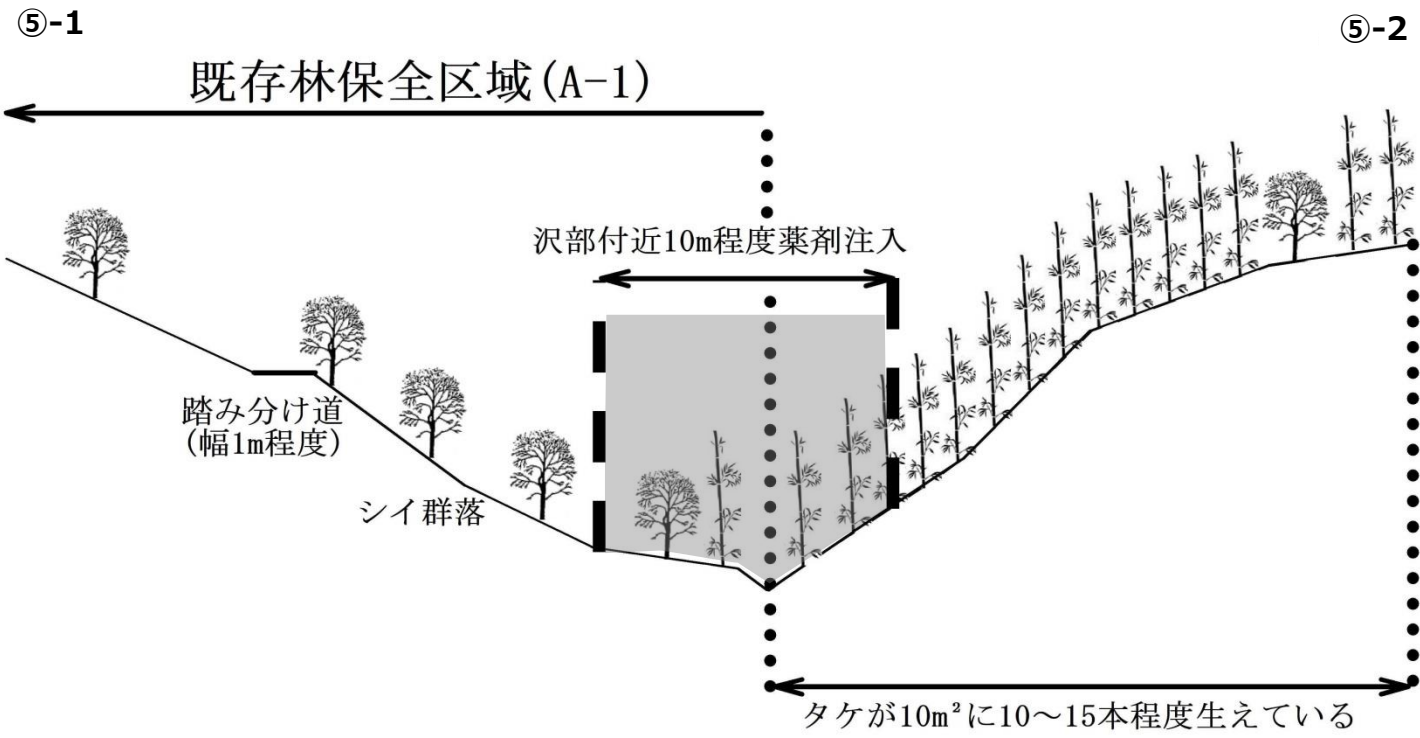 ⑤-1
⑤-2
既存林保全区域(A-1)
沢部付近10m程度薬剤注入
踏み分け道
(幅1m程度)
シイ群落
タケが10m²に10～15本程度生えている